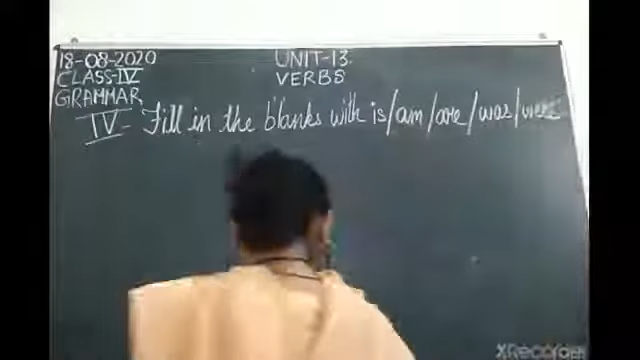 18-08-2020
UNIT-13
CLASS-IV
VERBS
GRAMMAR
IV- Fill in the blanks with is/am/are/was/were
XRecorder